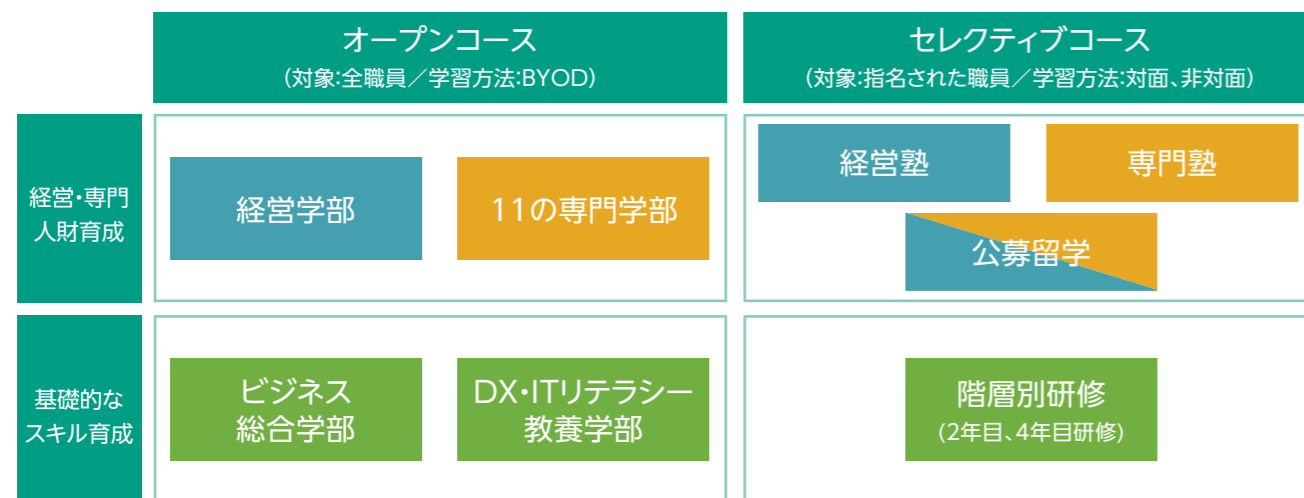 オープンコース
（対象:全職員／学習方法:BYOD）
セレクティブコース
（対象:指名された職員／学習方法:対面、非対面）
経営・専門
人財育成
経営学部
11の専門学部
経営塾
専門塾
公募留学
基礎的な
スキル育成
ビジネス
総合学部
DX・ITリテラシー
教養学部
階層別研修
（2年目、4年目研修）